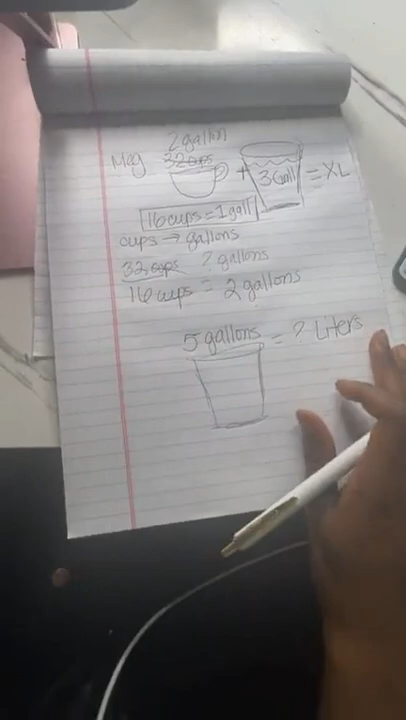 2 gallon
Meg 32 cups + 3 Gall = XL
16 cups = 1 gall
cups → gallons
32 cups ? gallons
16 cups = 2 gallons
5 gallons = ? Liters